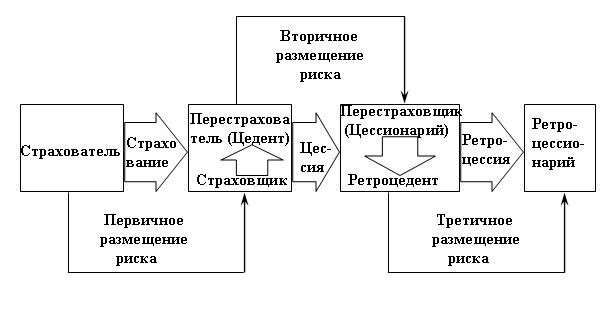 Вторичное
размещение
риска
Страхователь
Страхо
вание
Перестрахова
тель (Цедент)
Страховщик
Цес-
сия
Перестраховщик
(Цессионарий)
Ретроцедент
Ретро-
цессия
Ретро-
цессио-
нарий
Первичное
размещение
риска
Третичное
размещение
риска